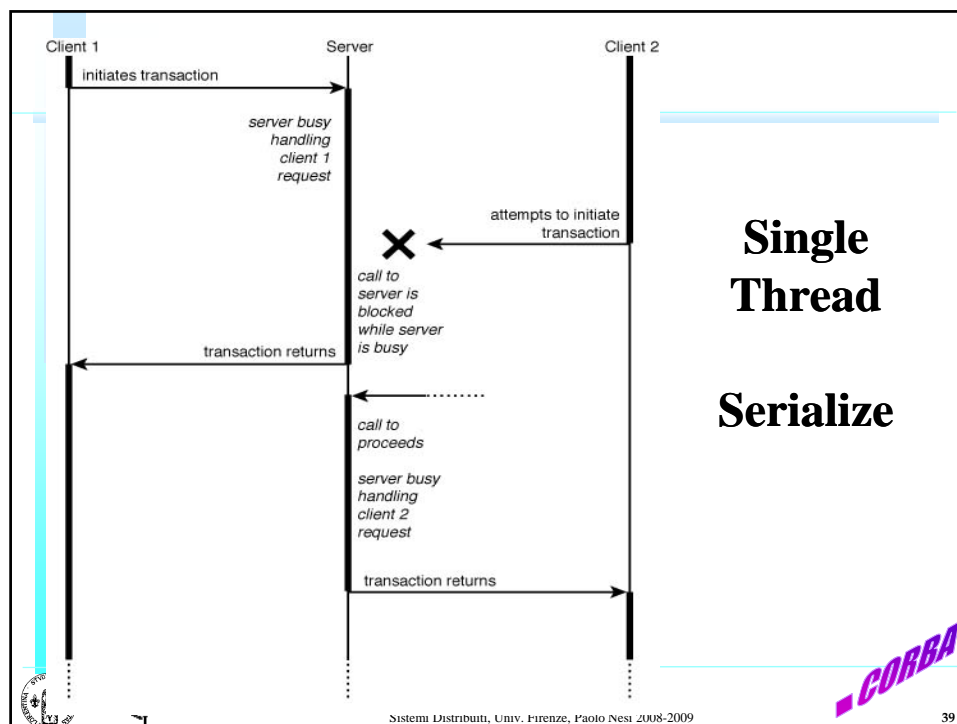 Client 1
Server
Client 2
initiates transaction
server busy
handling
client 1
request
attempts to initiate
transaction
call to
server is
blocked
while server
is busy
transaction returns
call to
proceeds
server busy
handling
client 2
request
transaction returns
Single
Thread
Serialize
CORBA
Sistemi Distribuiti, Univ. Firenze, Paolo Nesi 2008-2009
39